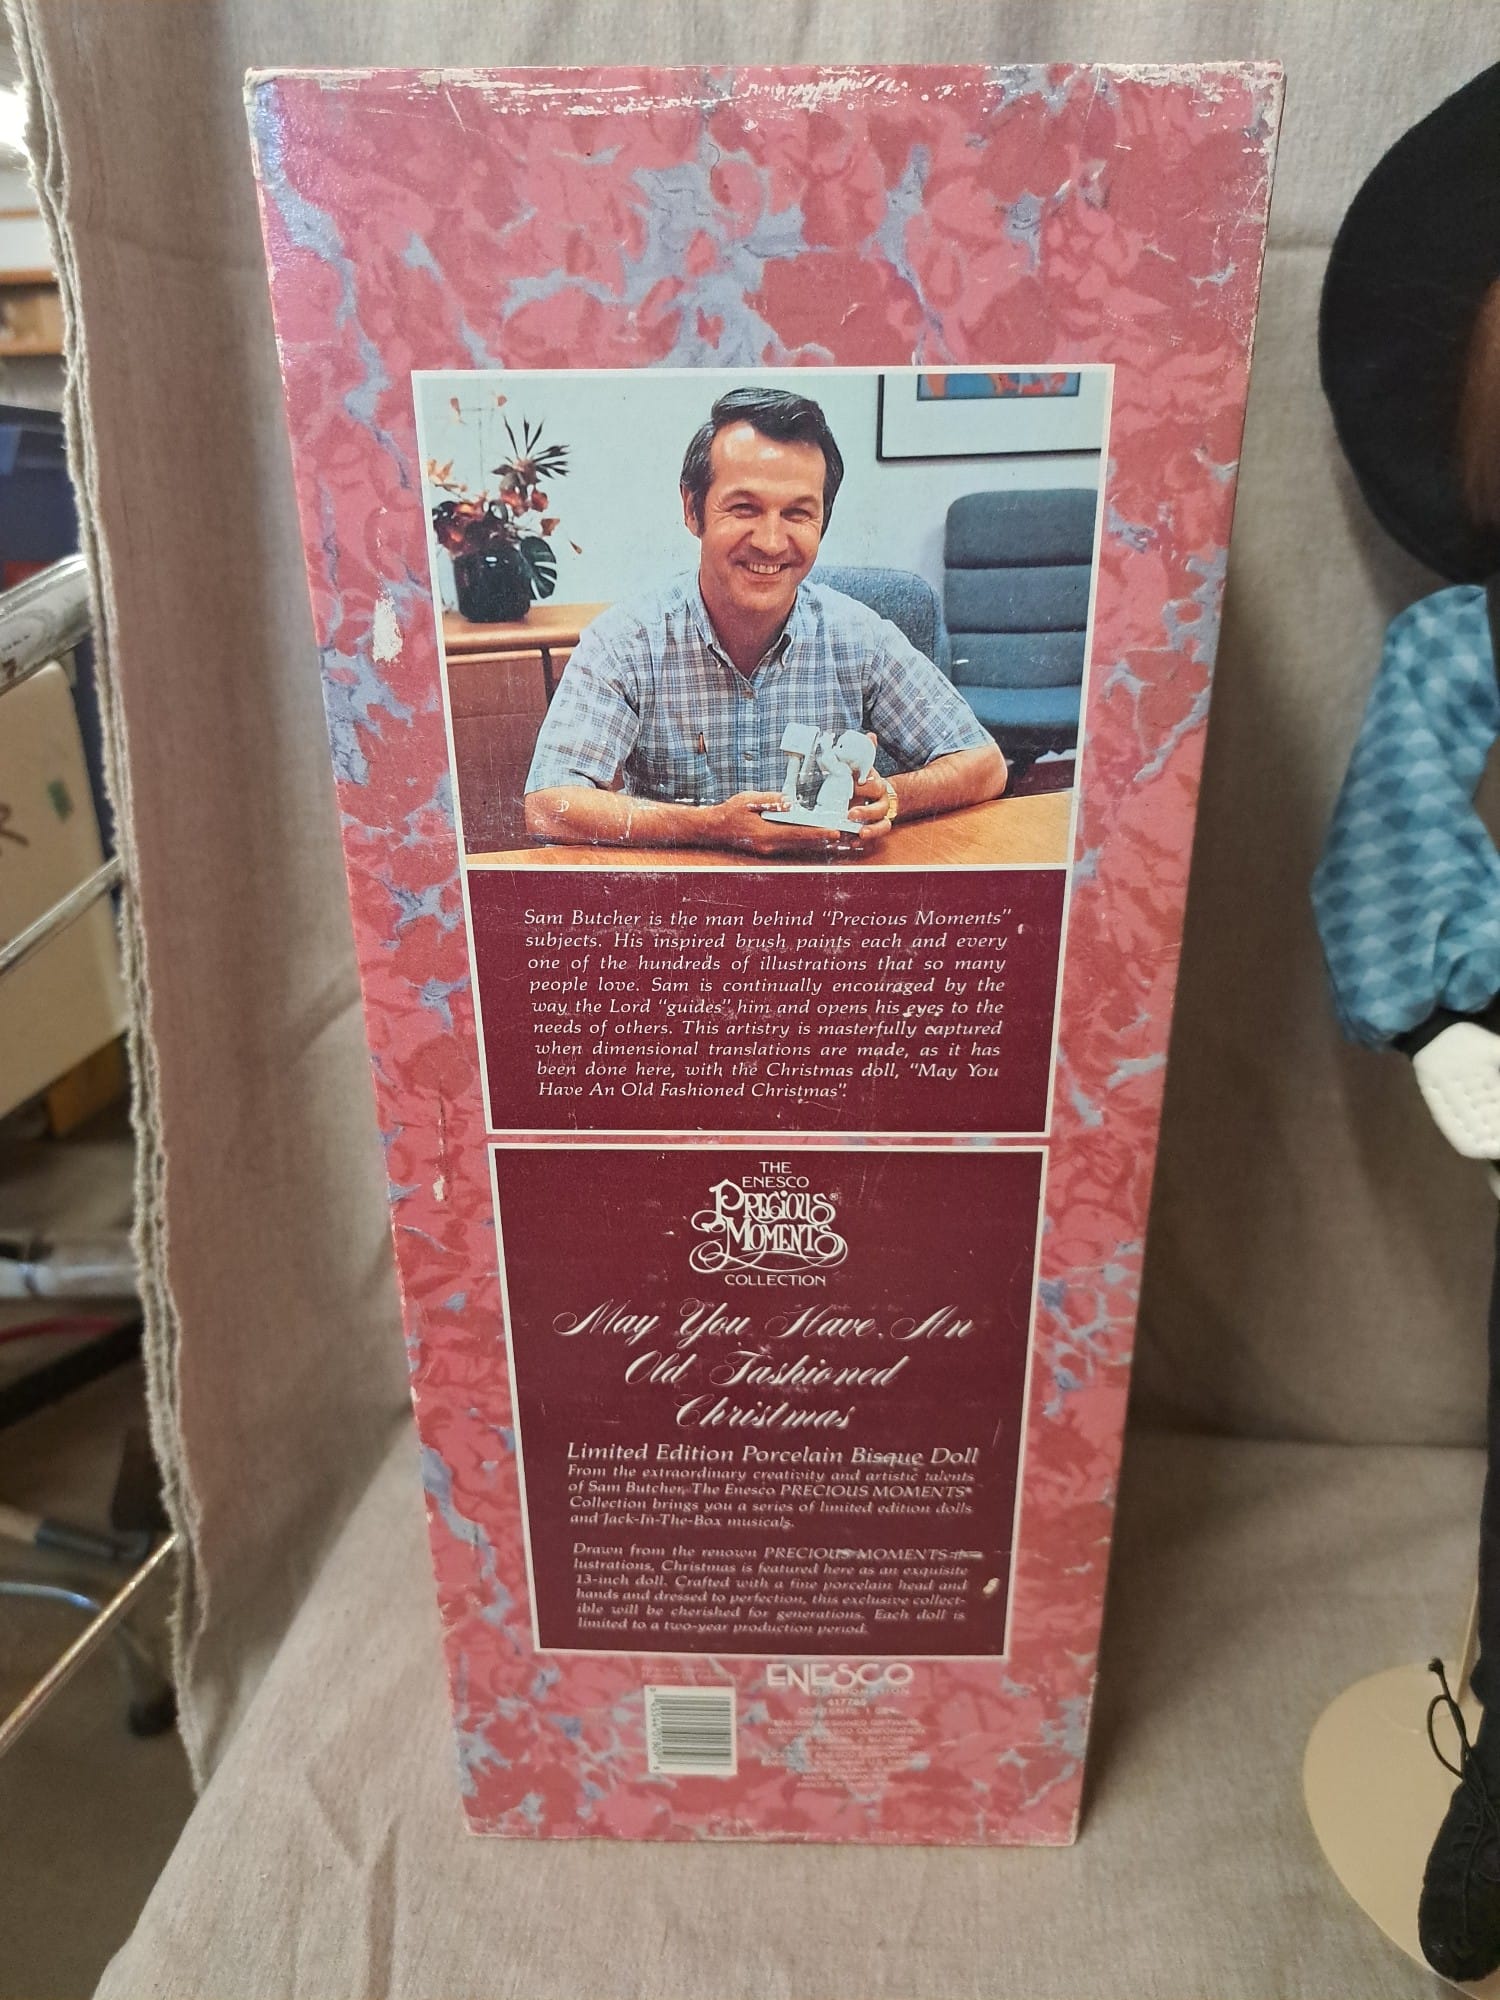 Sam Butcher is the man behind "Precious Moments"
subjects. His inspired brush paints each and every
one of the hundreds of illustrations that so many
people love. Sam is continually encouraged by the
way the Lord "guides" him and opens his eyes to the
needs of others. This artistry is masterfully captured
when dimensional translations are made, as it has
been done here, with the Christmas doll, "May You
Have An Old Fashioned Christmas".
THE
ENESCO
PRECIOUS®
MOMENTS
COLLECTION
May You Have An
Old Fashioned
Christmas
Limited Edition Porcelain Bisque Doll
From the extraordinary creativity and artistic talents
of Sam Butcher, The Enesco PRECIOUS MOMENTS®
Collection brings you a series of limited edition dolls
and Jack-In-The-Box musicals.
Drawn from the renown PRECIOUS MOMENTS il-
lustrations, Christmas is featured here as an exquisite
13-inch doll. Crafted with a fine porcelain head and
hands and dressed to perfection, this exclusive collect-
ible will be cherished for generations. Each doll is
limited to a two-year production period.
ENESCO
CORPORATION